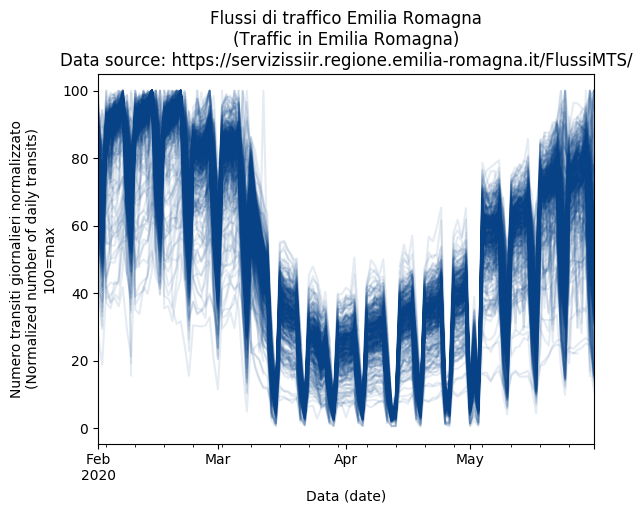 Flussi di traffico Emilia Romagna
(Traffic in Emilia Romagna)
Data source: https://servizissiir.regione.emilia-romagna.it/FlussiMTS/
Numero transiti giornalieri normalizzato
(Normalized number of daily transits)
100=max
100
80
60
40
20
0
Feb
2020
Mar
Apr
May
Data (date)